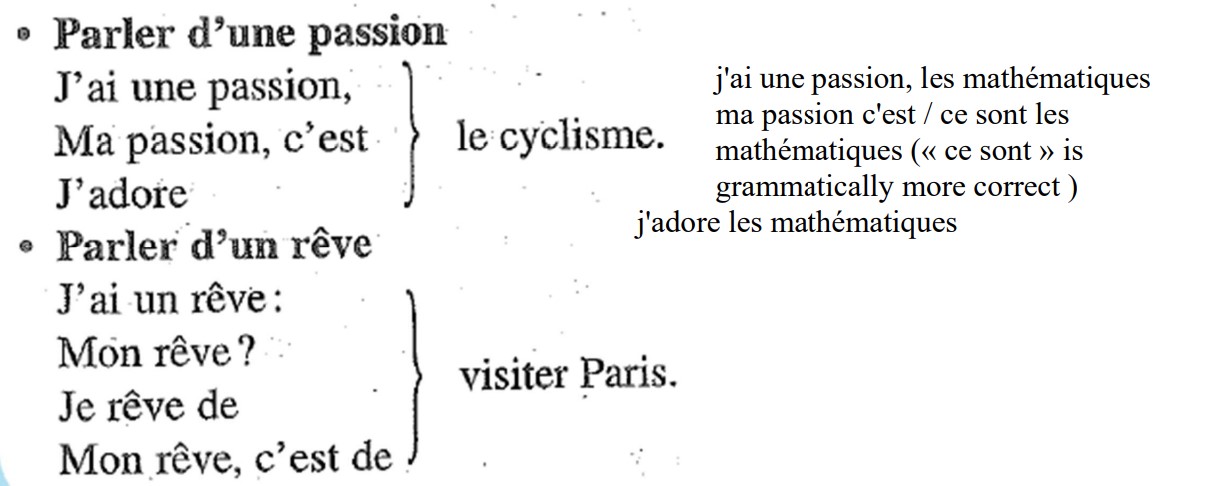 • Parler d'une passion
J'ai une passion,
Ma passion, c'est
J'adore
le cyclisme.
j'ai une passion, les mathématiques
ma passion c'est / ce sont les
mathématiques (« ce sont » is
grammatically more correct )
j'adore les mathématiques
• Parler d'un rêve
J'ai un rêve :
Mon rêve ?
Je rêve de
Mon rêve, c'est de
visiter Paris.